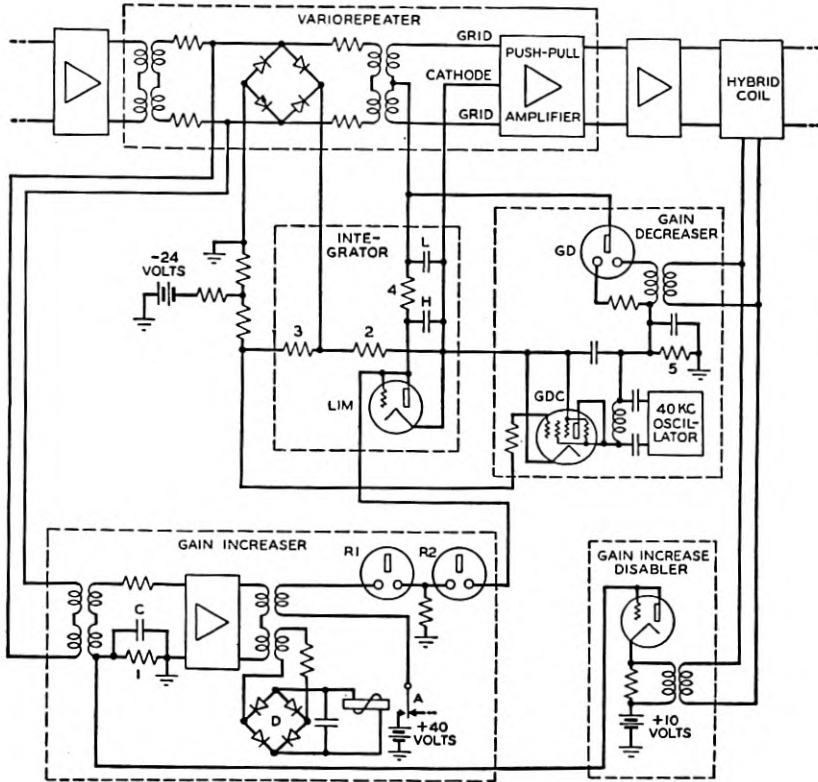 VARIOREPEATER
GRID
CATHODE
GRID
PUSH-PULL
AMPLIFIER
HYBRID
COIL
-24
VOLTS
INTE-
GRATOR
L
4
H
3
2
LIM
GAIN
DECREASER
GD
5
GDC
40 KC
OSCIL-
LATOR
GAIN INCREASER
R1
R2
C
1
D
A
+40
VOLTS
GAIN INCREASE
DISABLER
+10
VOLTS